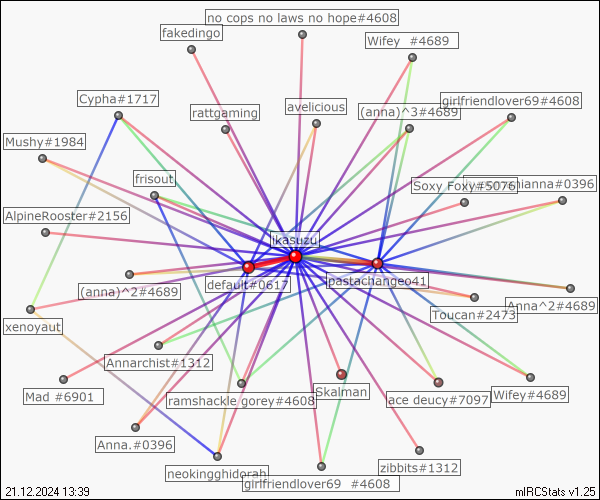 no cops no laws no hope#4608
fakedingo
Wifey  #4689
Cypha#1717
girlfriendlover69#4608
rattgaming
avelicious
(anna)^3#4689
Mushy#1984
frisout
Soxy Foxy#5076
nianna#0396
AlpineRooster#2156
likasuzu
default#0617
pastachangeo41
(anna)^2#4689
Anna^2#4689
Toucan#2473
xenoyaut
Annarchist#1312
Skalman
Mad #6901
ramshackle gorey#4608
ace deucy#7097
Wifey#4689
Anna.#0396
neokingghidorah
zibbits#1312
girlfriendlover69  #4608
21.12.2024 13:39
mIRCStats v1.25